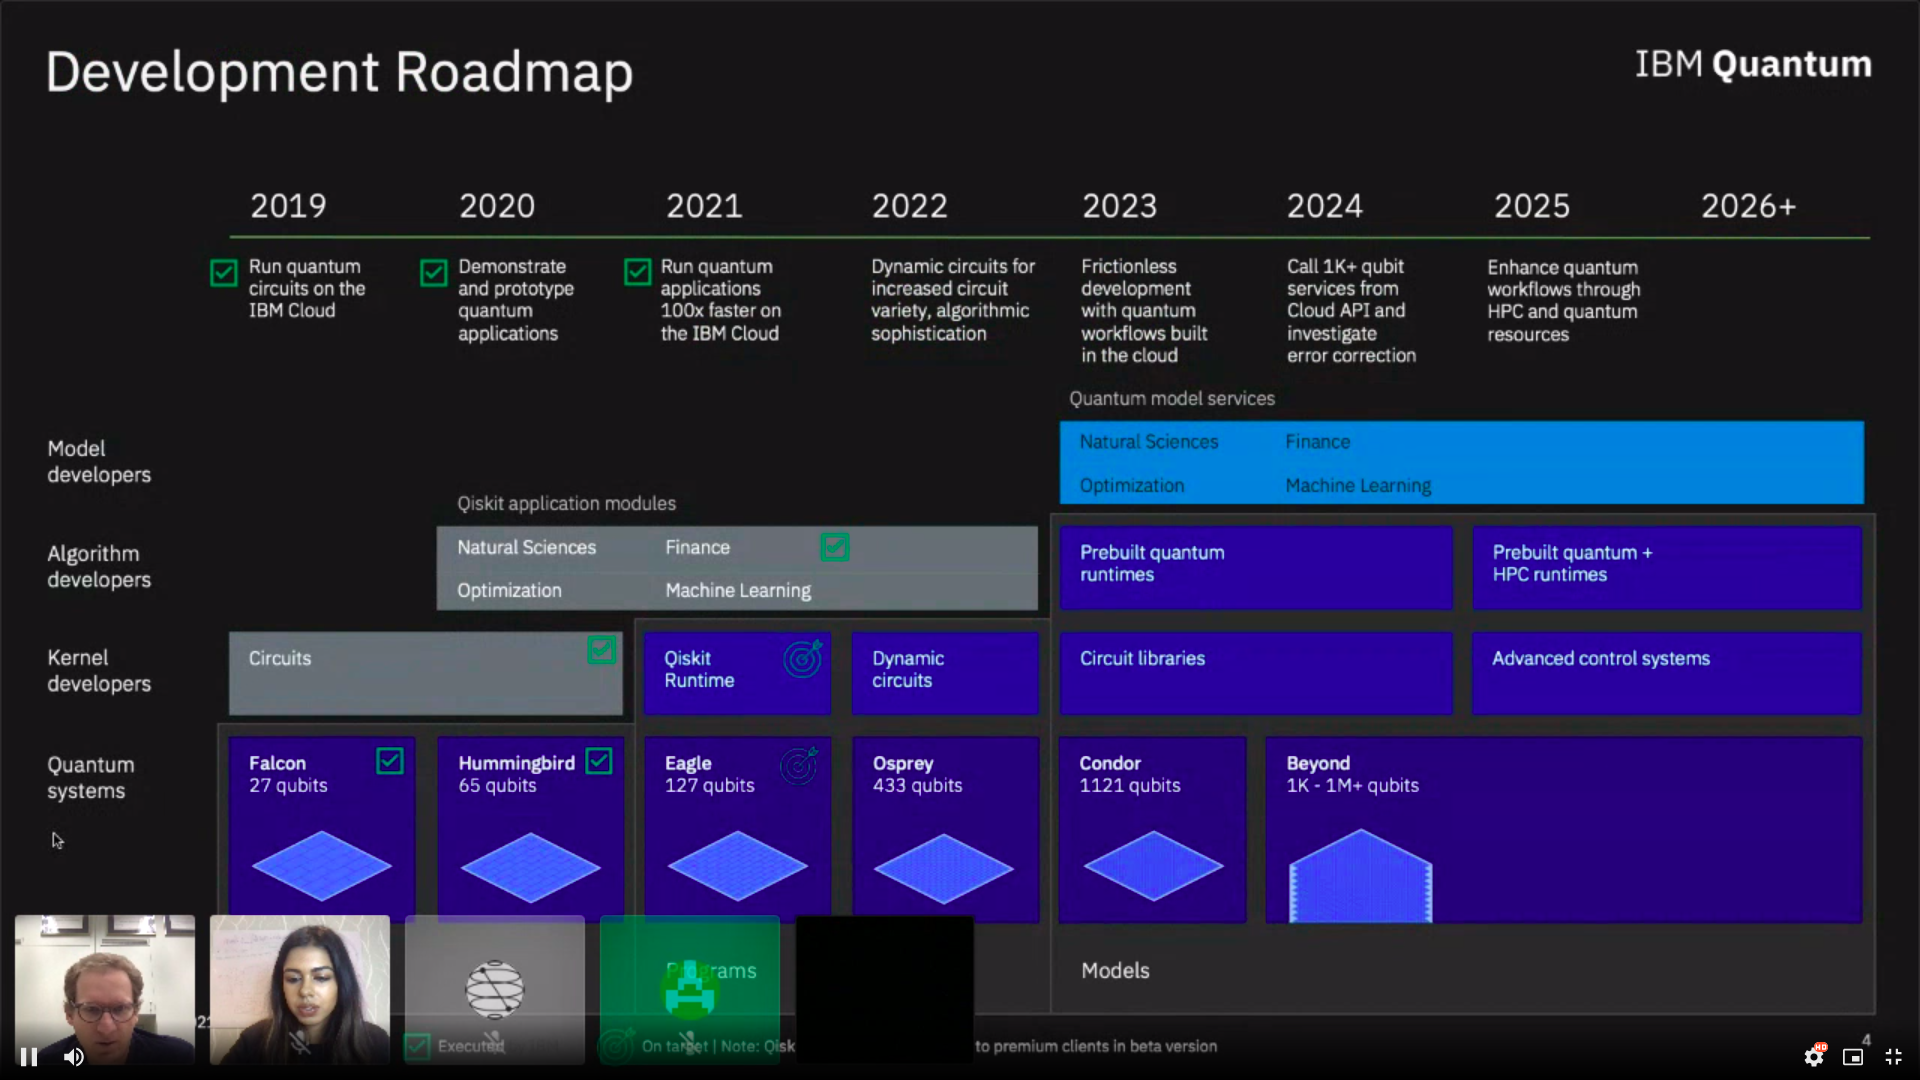 Development Roadmap
IBM Quantum
2019
2020
2021
2022
2023
2024
2025
2026+
Run quantum
circuits on the
IBM Cloud
Demonstrate
and prototype
quantum
applications
Run quantum
applications
100x faster on
the IBM Cloud
Dynamic circuits for
increased circuit
variety, algorithmic
sophistication
Frictionless
development
with quantum
workflows built
in the cloud
Call 1K+ qubit
services from
Cloud API and
investigate
error correction
Enhance quantum
workflows through
HPC and quantum
resources
Model
developers
Quantum model services
Natural Sciences
Finance
Optimization
Machine Learning
Algorithm
developers
Qiskit application modules
Natural Sciences
Finance
Optimization
Machine Learning
Prebuilt quantum
runtimes
Prebuilt quantum +
HPC runtimes
Kernel
developers
Circuits
Qiskit
Runtime
Dynamic
circuits
Circuit libraries
Advanced control systems
Quantum
systems
Falcon
27 qubits
Hummingbird
65 qubits
Eagle
127 qubits
Osprey
433 qubits
Condor
1121 qubits
Beyond
1K - 1M+ qubits
Programs
Models
Executed
On target | Note: Qisk
to premium clients in beta version
4
HD